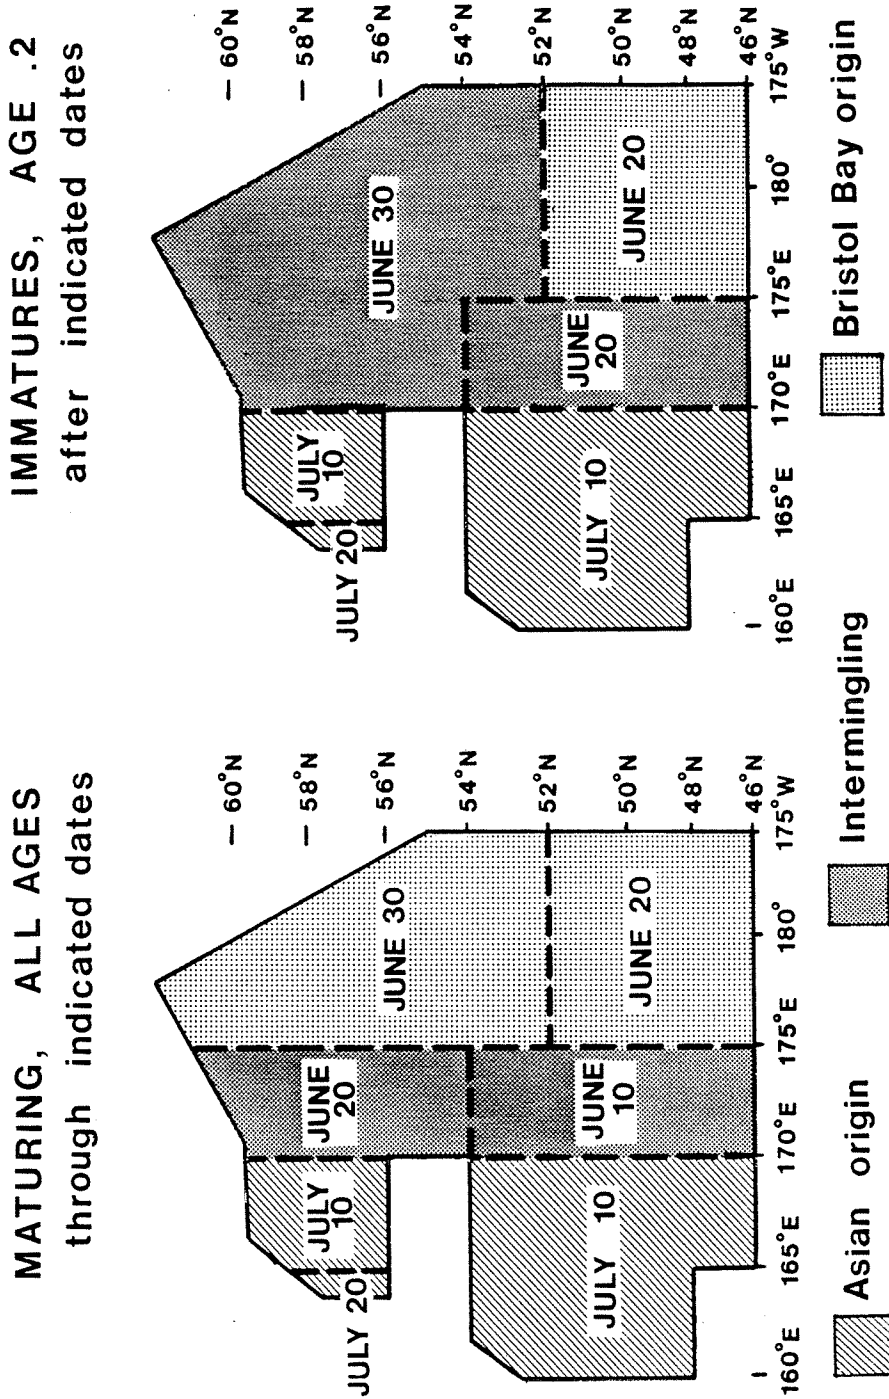 MATURING, ALL AGES
through indicated dates
60°N
58°N
56°N
54°N
52°N
50°N
48°N
46°N
160°E
165°E
170°E
175°E
180°
175°W
JULY 20
JULY
10
JUNE
20
JUNE 30
JULY 10
JUNE
10
JUNE 20
IMMATURES, AGE .2
after indicated dates
60°N
58°N
56°N
54°N
52°N
50°N
48°N
46°N
160°E
165°E
170°E
175°E
180°
175°W
JULY 20
JULY
10
JUNE 30
JULY 10
JUNE
20
JUNE 20
Asian origin
Intermingling
Bristol Bay origin